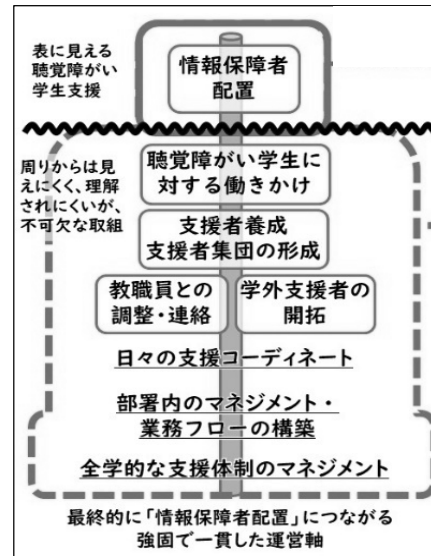 表に見える
聴覚障がい
学生支援
情報保障者
配置
周りからは見
えにくく、理解
されにくいが、
不可欠な取組
聴覚障がい学生に
対する働きかけ
支援者養成
支援者集団の形成
教職員との
調整・連絡
学外支援者の
開拓
日々の支援コーディネート
部署内のマネジメント・
業務フローの構築
全学的な支援体制のマネジメント
最終的に「情報保障者配置」につながる
強固で一貫した運営軸